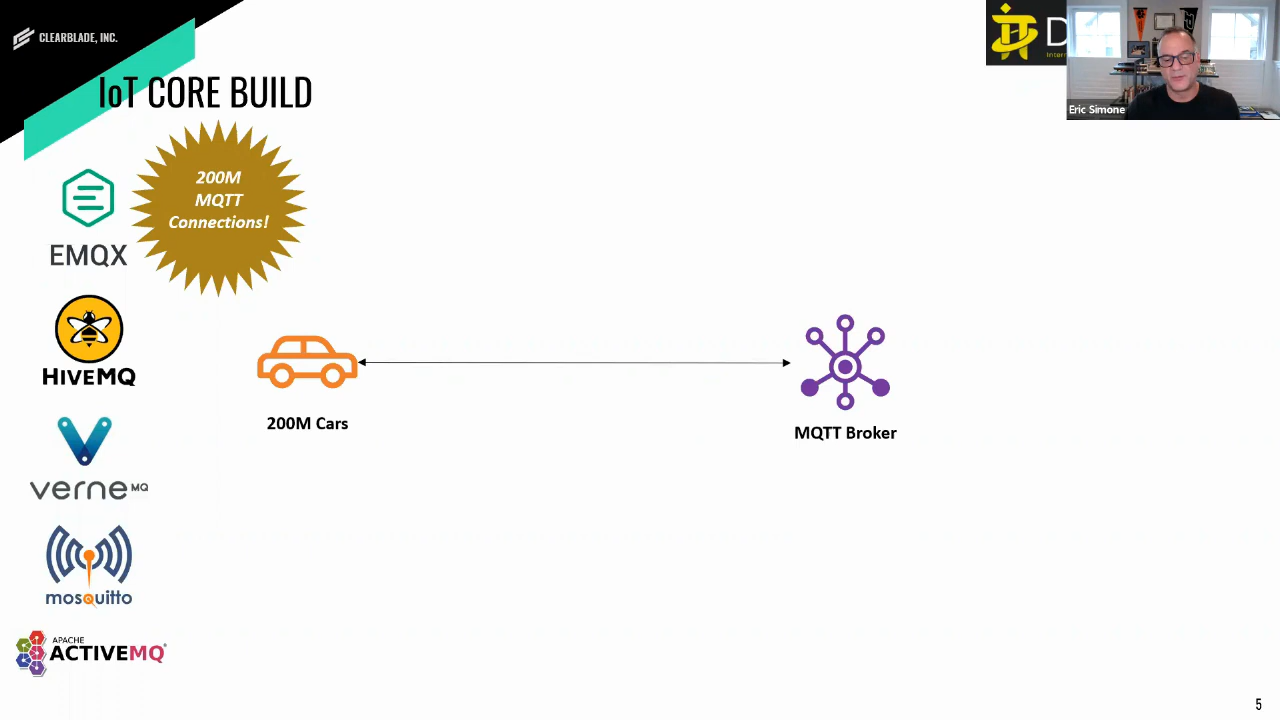 CLEARBLADE, INC.
IoT CORE BUILD
200M
MQTT
Connections!
EMQX
HIVEMQ
verne MQ
mosquitto
APACHE
ACTIVEMQ
200M Cars
MQTT Broker
D
Inter
Eric Simone
5